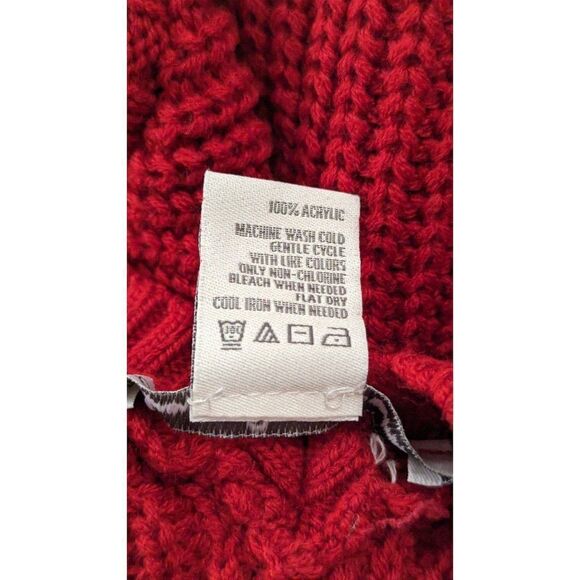 100% ACRYLIC
MACHINE WASH COLD
GENTLE CYCLE
WITH LIKE COLORS
ONLY NON-CHLORINE
BLEACH WHEN NEEDED
FLAT DRY
COOL IRON WHEN NEEDED